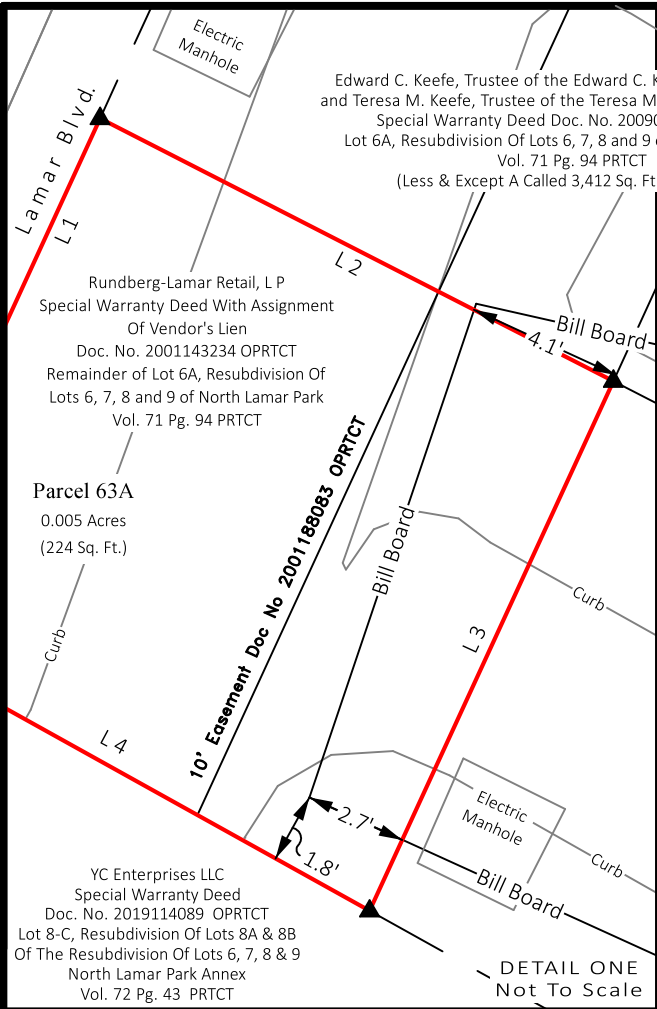 Electric
Manhole
Lamar Blvd.
Edward C. Keefe, Trustee of the Edward C.
and Teresa M. Keefe, Trustee of the Teresa M
Special Warranty Deed Doc. No. 20090
Lot 6A, Resubdivision Of Lots 6, 7, 8 and 9
Vol. 71 Pg. 94 PRTCT
(Less & Except A Called 3,412 Sq. Ft
L 1
L 2
Rundberg-Lamar Retail, L P
Special Warranty Deed With Assignment
Of Vendor's Lien
Doc. No. 2001143234 OPRTCT
Remainder of Lot 6A, Resubdivision Of
Lots 6, 7, 8 and 9 of North Lamar Park
Vol. 71 Pg. 94 PRTCT
Bill Board
4.1'
Parcel 63A
0.005 Acres
(224 Sq. Ft.)
10' Easement Doc No 2001188083 OPRTCT
Bill Board
Curb
Curb
L 3
L 4
Electric
Manhole
2.7'
1.8'
Curb
Bill Board
YC Enterprises LLC
Special Warranty Deed
Doc. No. 2019114089 OPRTCT
Lot 8-C, Resubdivision Of Lots 8A & 8B
Of The Resubdivision Of Lots 6, 7, 8 & 9
North Lamar Park Annex
Vol. 72 Pg. 43 PRTCT
DETAIL ONE
Not To Scale